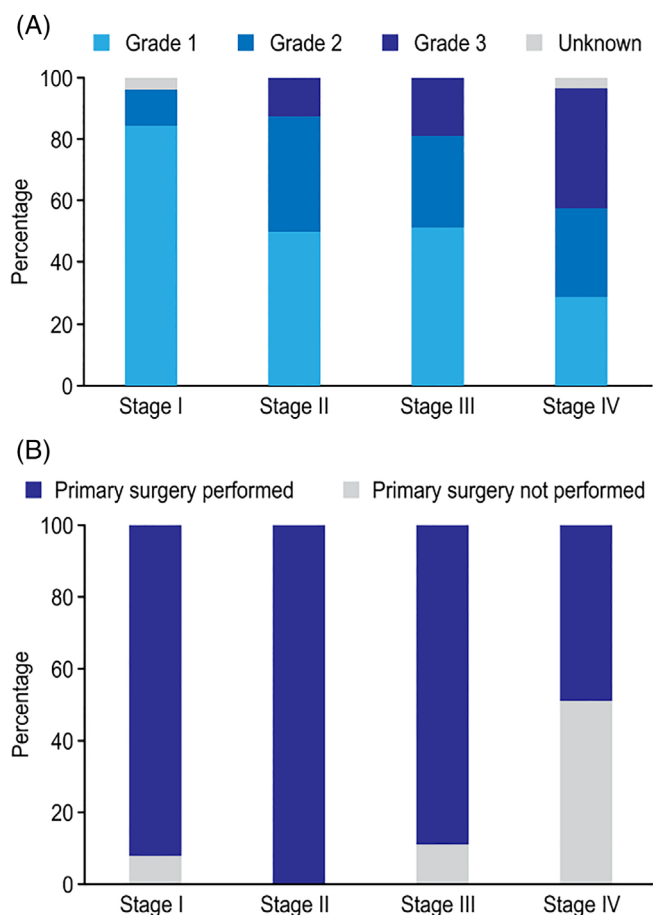 (A)
Grade 1 Grade 2 Grade 3 Unknown
100
80
60
40
20
0
Percentage
Stage I Stage II Stage III Stage IV
(B)
Primary surgery performed Primary surgery not performed
100
80
60
40
20
0
Percentage
Stage I Stage II Stage III Stage IV